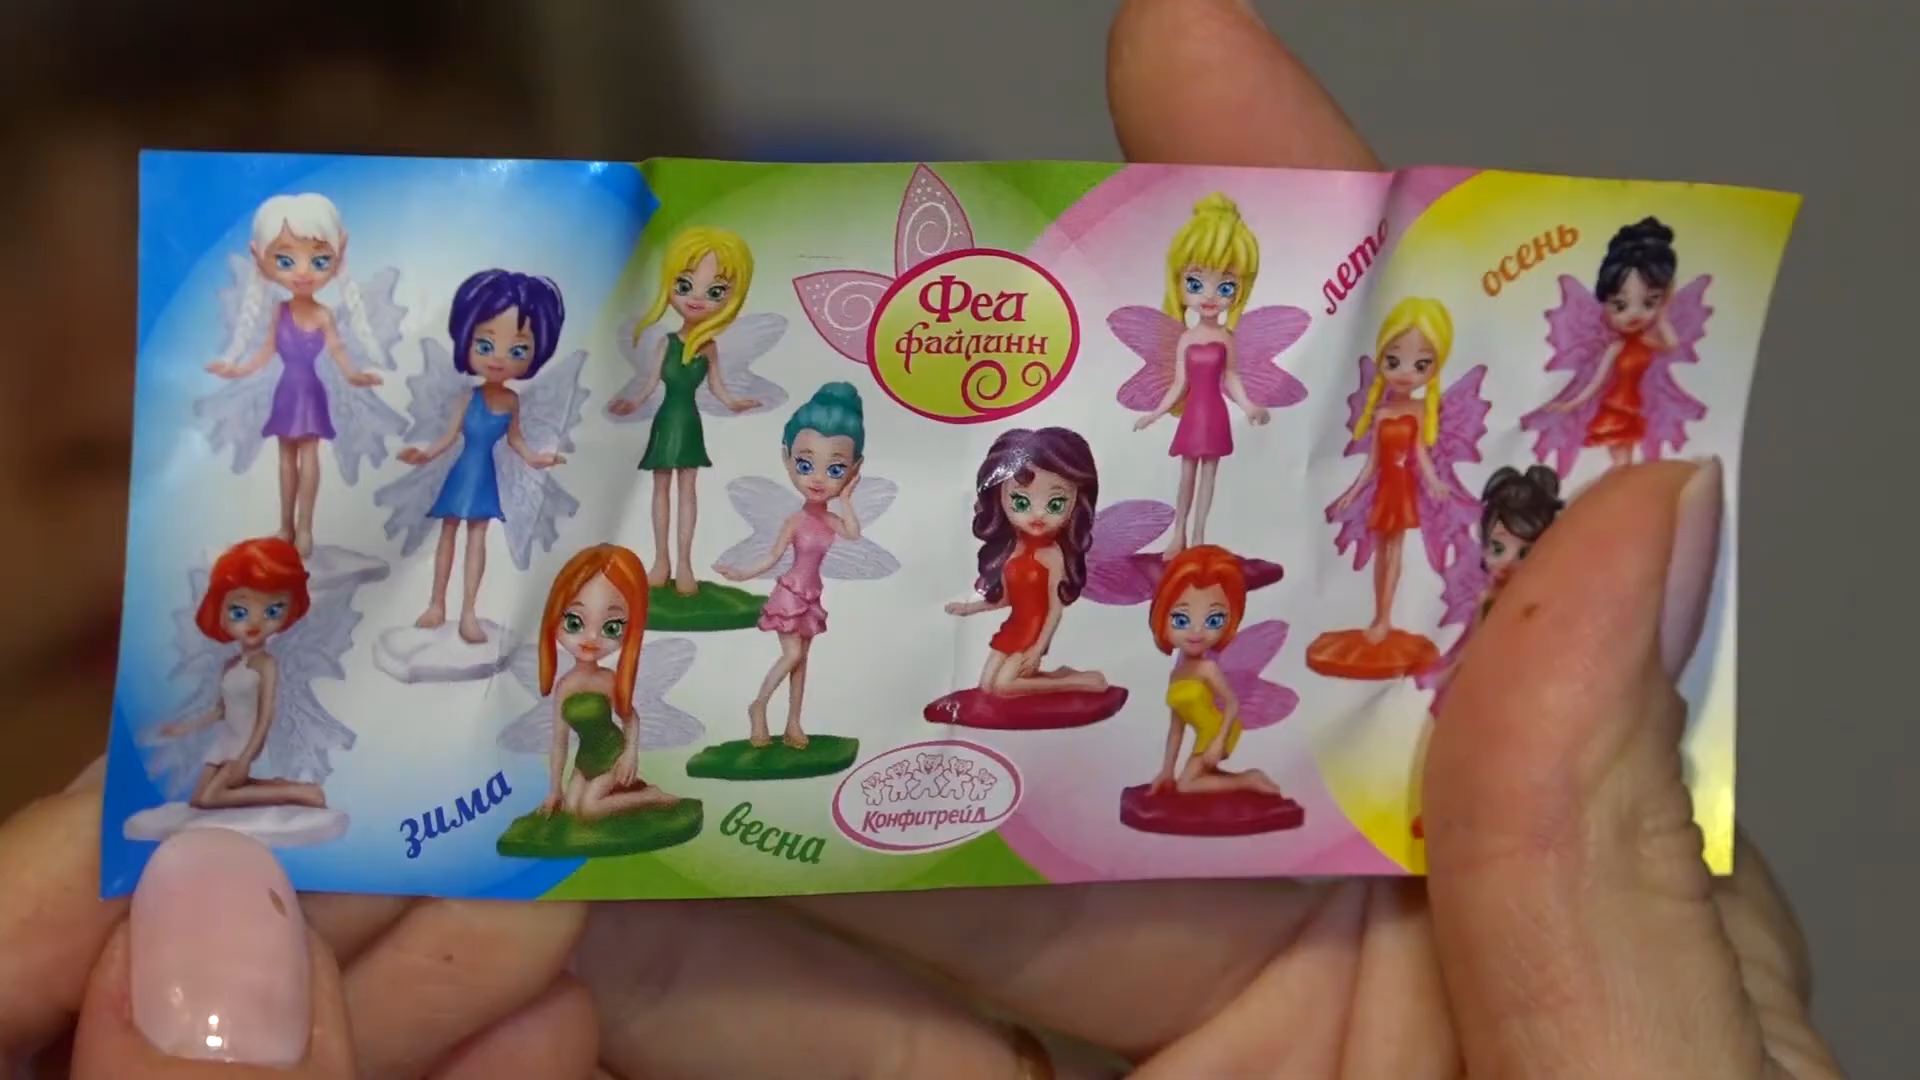 Феи
файлинн
лето
осень
зима
весна
Конфитрейд